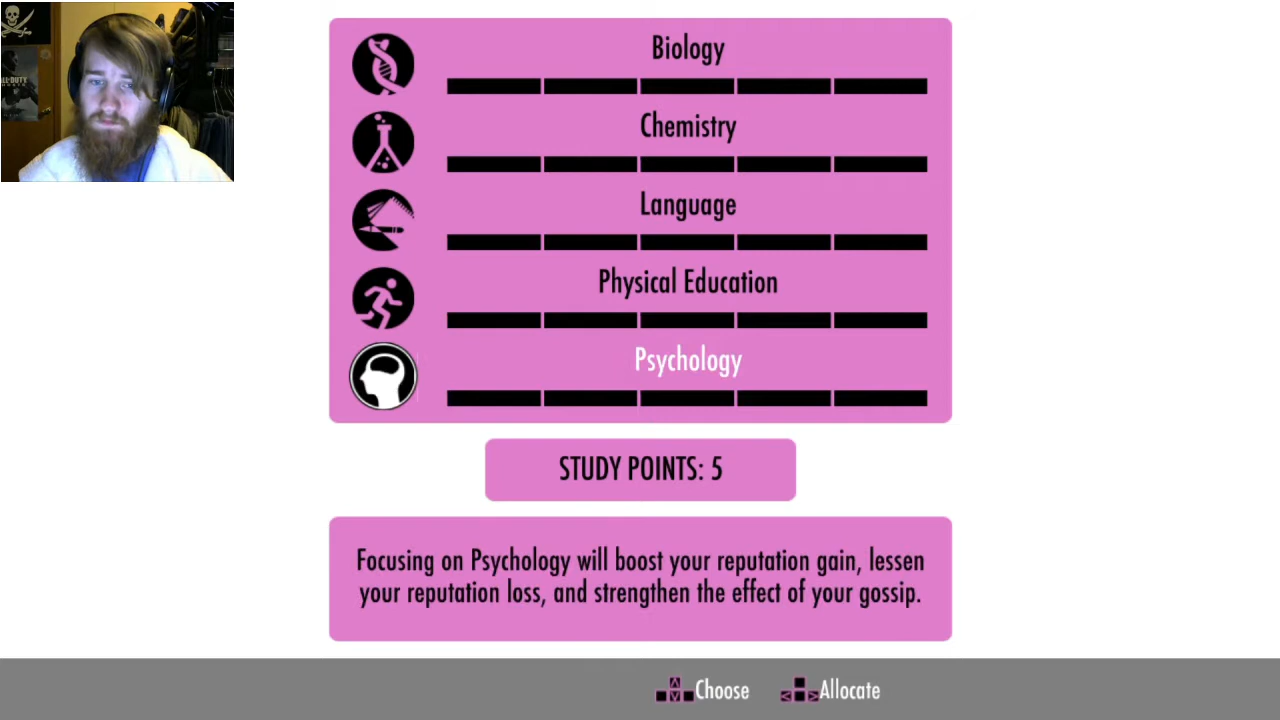 Biology
Chemistry
Language
Physical Education
Psychology
STUDY POINTS: 5
Focusing on Psychology will boost your reputation gain, lessen
your reputation loss, and strengthen the effect of your gossip.
Choose
Allocate